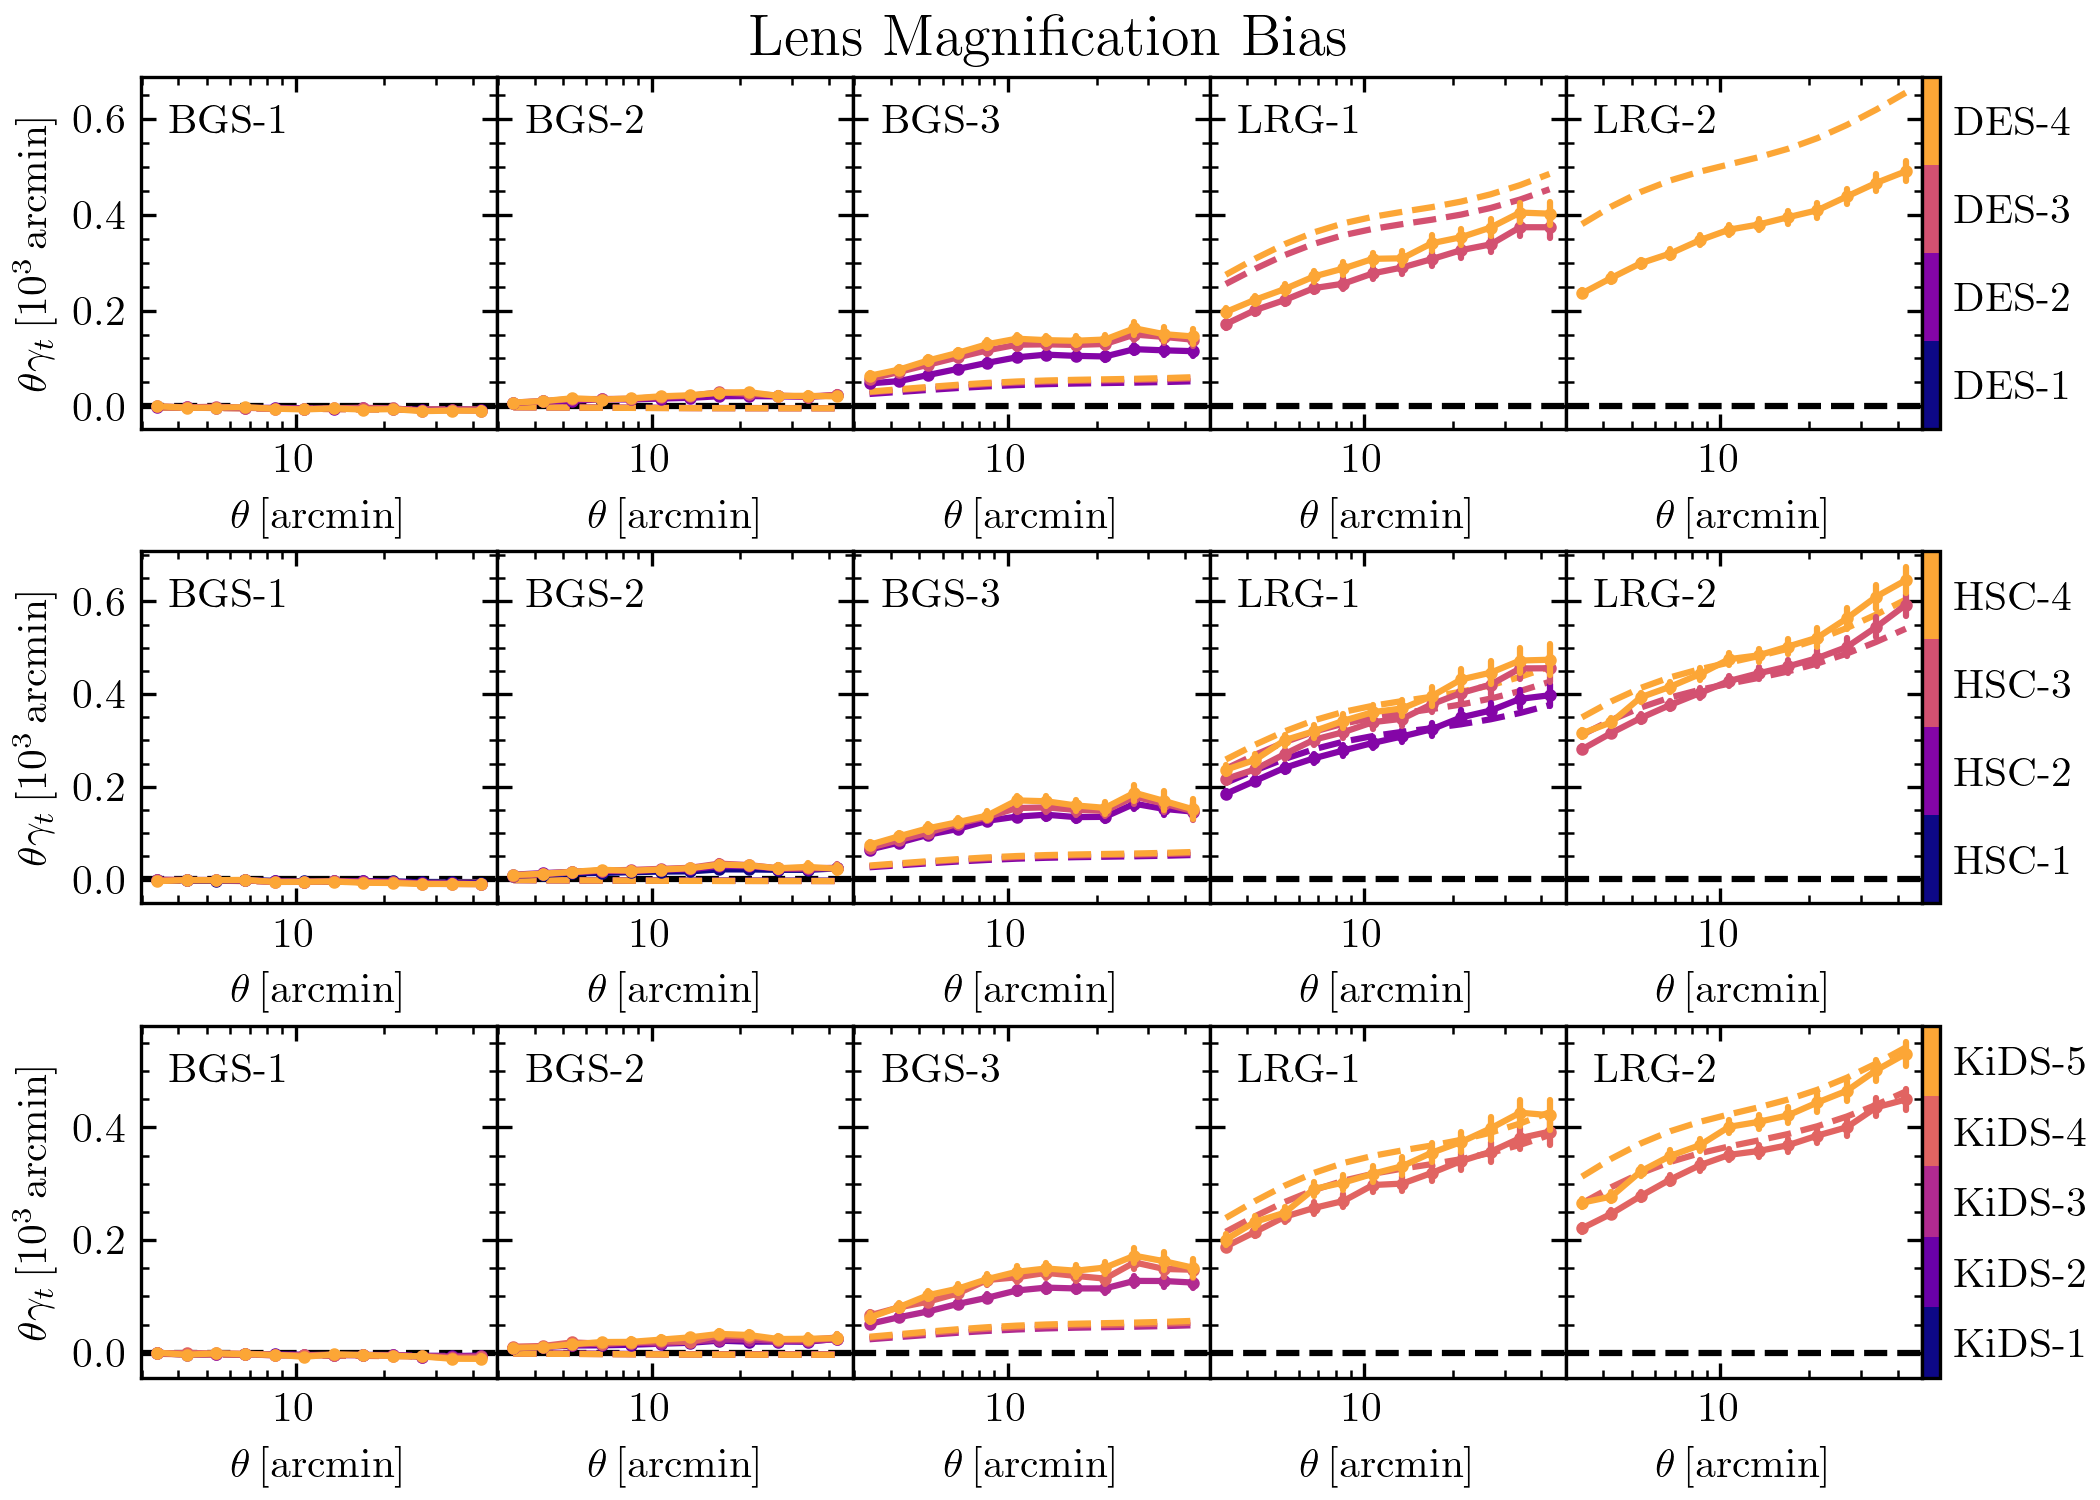 Lens Magnification Bias
BGS-1 BGS-2 BGS-3 LRG-1 LRG-2
θγt [10³ arcmin]
0.6
0.4
0.2
0.0
DES-4
DES-3
DES-2
DES-1
10 10 10 10 10
θ [arcmin] θ [arcmin] θ [arcmin] θ [arcmin] θ [arcmin]
BGS-1 BGS-2 BGS-3 LRG-1 LRG-2
θγt [10³ arcmin]
0.6
0.4
0.2
0.0
HSC-4
HSC-3
HSC-2
HSC-1
10 10 10 10 10
θ [arcmin] θ [arcmin] θ [arcmin] θ [arcmin] θ [arcmin]
BGS-1 BGS-2 BGS-3 LRG-1 LRG-2
θγt [10³ arcmin]
0.4
0.2
0.0
KiDS-5
KiDS-4
KiDS-3
KiDS-2
KiDS-1
10 10 10 10 10
θ [arcmin] θ [arcmin] θ [arcmin] θ [arcmin] θ [arcmin]